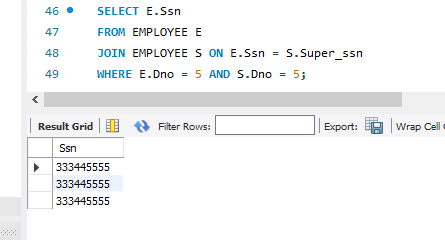 46 SELECT E.Ssn
47 FROM EMPLOYEE E
48 JOIN EMPLOYEE S ON E.Ssn = S.Super_ssn
49 WHERE E.Dno = 5 AND S.Dno = 5;
Result Grid Filter Rows: Export: Wrap Cell
Ssn
333445555
333445555
333445555